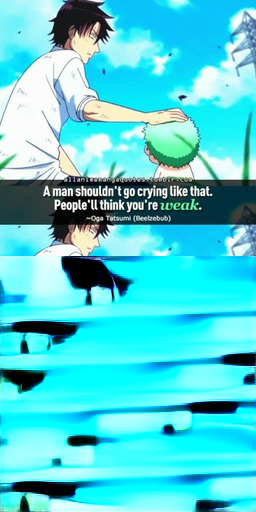 allanimemangaquotes.tumblr.com
A man shouldn't go crying like that.
People'll think you're weak.
~Oga Tatsumi (Beelzebub)